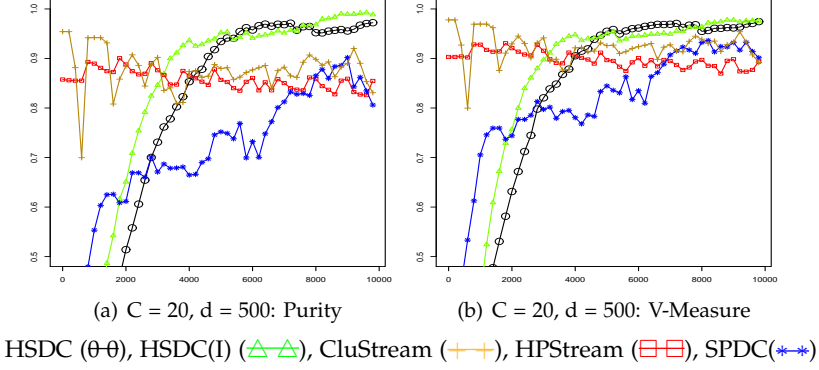 1.0
0.9
0.8
0.7
0.6
0.5
0 2000 4000 6000 8000 10000
1.0
0.9
0.8
0.7
0.6
0.5
0 2000 4000 6000 8000 10000
(a) C = 20, d = 500: Purity
(b) C = 20, d = 500: V-Measure
HSDC (θ-θ), HSDC(I) (△△), CluStream (++), HPStream (□□), SPDC(**)